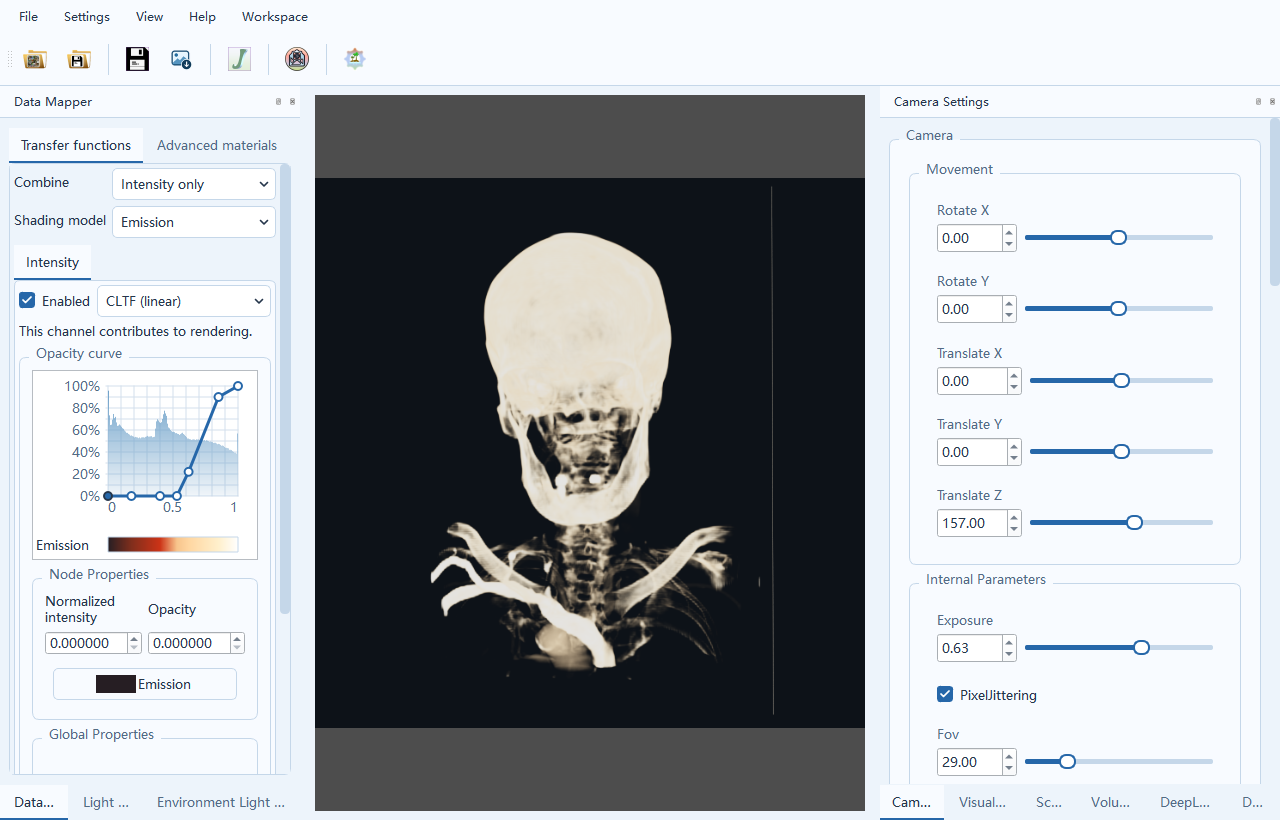 File Settings View Help Workspace
Data Mapper
Transfer functions Advanced materials
Combine Intensity only
Shading model Emission
Intensity
Enabled CLTF (linear)
This channel contributes to rendering.
Opacity curve
100%
80%
60%
40%
20%
0%
0 0.5 1
Emission
Node Properties
Normalized intensity
Opacity
0.000000 0.000000
Emission
Global Properties
Data... Light ... Environment Light ...
Camera Settings
Camera
Movement
Rotate X
0.00
Rotate Y
0.00
Translate X
0.00
Translate Y
0.00
Translate Z
157.00
Internal Parameters
Exposure
0.63
PixelJittering
Fov
29.00
Cam... Visual... Sc... Volu... DeepL... D...